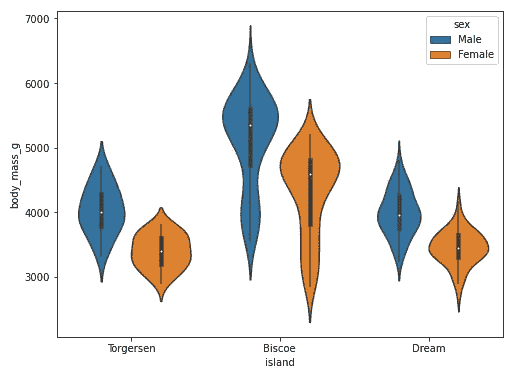 7000
6000
5000
4000
3000
body_mass_g
sex
Male
Female
Torgersen Biscoe Dream
island